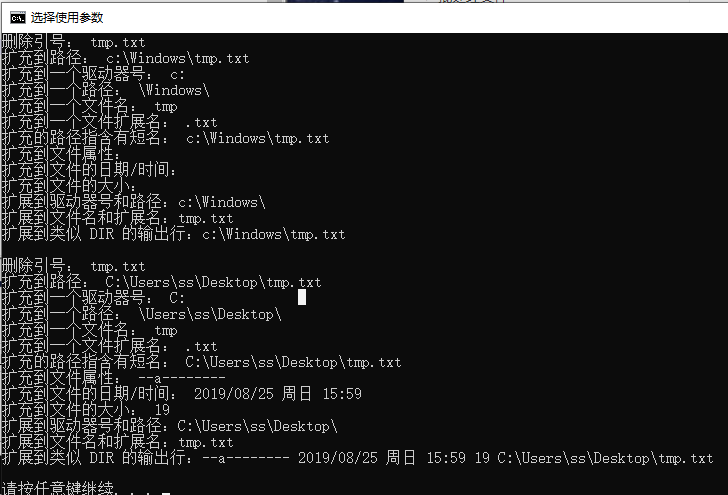 选择使用参数
删除引号： tmp.txt
扩充到路径： c:\Windows\tmp.txt
扩充到一个驱动器号： c:
扩充到一个路径： \Windows\
扩充到一个文件名： tmp
扩充到一个文件扩展名： .txt
扩充的路径指含有短名： c:\Windows\tmp.txt
扩充到文件属性：
扩充到文件的日期/时间：
扩充到文件的大小：
扩展到驱动器号和路径：c:\Windows\
扩展到文件名和扩展名：tmp.txt
扩展到类似 DIR 的输出行：c:\Windows\tmp.txt
删除引号： tmp.txt
扩充到路径： C:\Users\ss\Desktop\tmp.txt
扩充到一个驱动器号： C:
扩充到一个路径： \Users\ss\Desktop\
扩充到一个文件名： tmp
扩充到一个文件扩展名： .txt
扩充的路径指含有短名： C:\Users\ss\Desktop\tmp.txt
扩充到文件属性： --a--------
扩充到文件的日期/时间： 2019/08/25 周日 15:59
扩充到文件的大小： 19
扩展到驱动器号和路径：C:\Users\ss\Desktop\
扩展到文件名和扩展名：tmp.txt
扩展到类似 DIR 的输出行：--a-------- 2019/08/25 周日 15:59 19 C:\Users\ss\Desktop\tmp.txt
请按任意键继续. . .